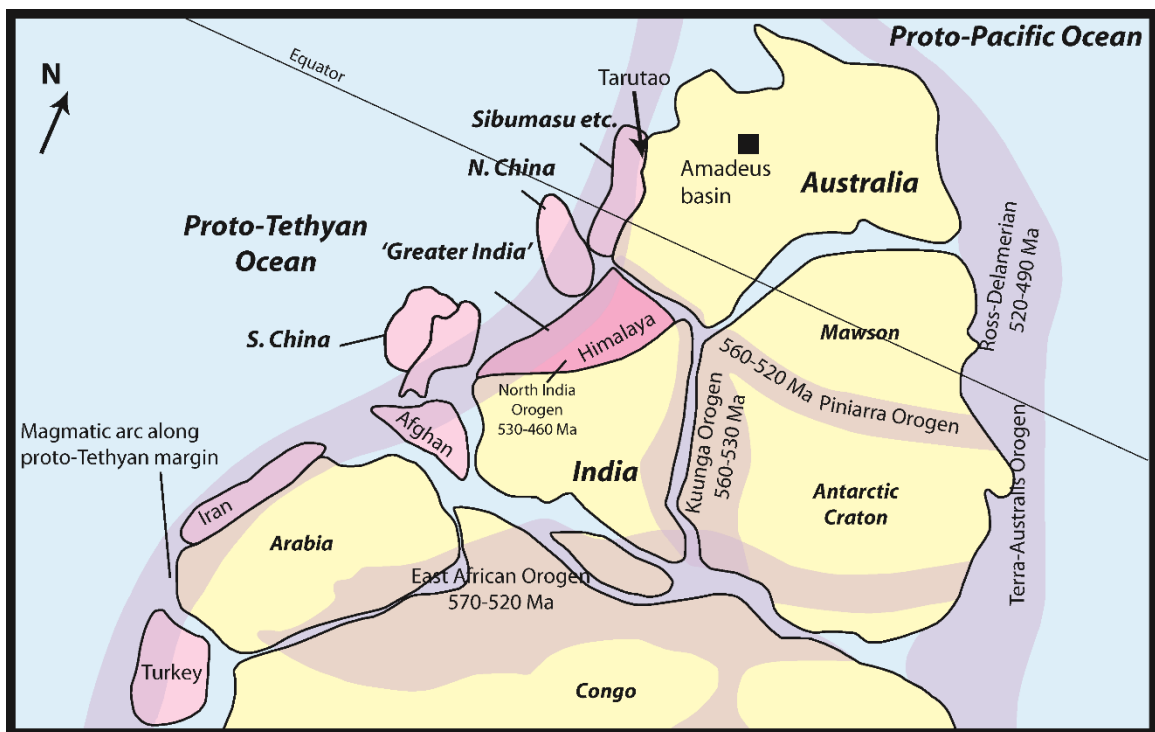 Proto-Pacific Ocean
N
Equator
Tarutao
Sibumasu etc.
N. China
Amadeus
basin
Australia
Proto-Tethyan
Ocean
'Greater India'
S. China
Himalaya
Mawson
Ross-Delamerian
520-490 Ma
North India
Orogen
530-460 Ma
560-520 Ma
Piniarra Orogen
Afghan
Magmatic arc along
proto-Tethyan margin
India
Kuunga Orogen
560-530 Ma
Antarctic
Craton
Terra-Australis Orogen
Iran
Arabia
East African Orogen
570-520 Ma
Turkey
Congo